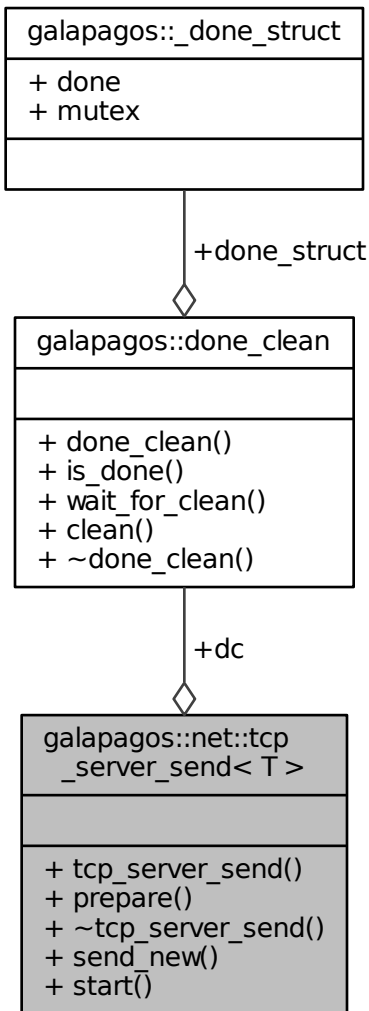 galapagos::_done_struct
+ done
+ mutex
+done_struct
galapagos::done_clean
+ done_clean()
+ is_done()
+ wait_for_clean()
+ clean()
+ ~done_clean()
+dc
galapagos::net::tcp
_server_send< T >
+ tcp_server_send()
+ prepare()
+ ~tcp_server_send()
+ send_new()
+ start()